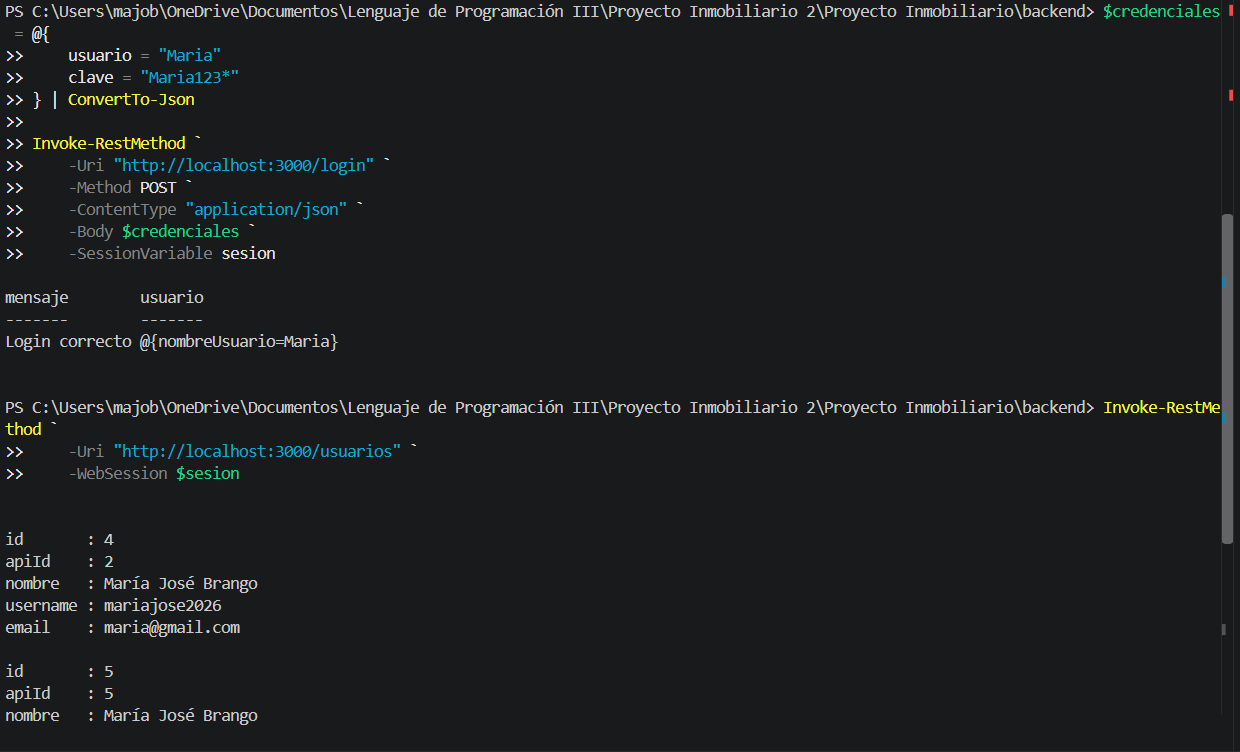 PS C:\Users\majob\OneDrive\Documentos\Lenguaje de Programación III\Proyecto Inmobiliario 2\Proyecto Inmobiliario\backend> $credenciales
 = @{
>>     usuario = "Maria"
>>     clave = "Maria123*"
>> } | ConvertTo-Json
>>
>> Invoke-RestMethod `
>>     -Uri "http://localhost:3000/login" `
>>     -Method POST `
>>     -ContentType "application/json" `
>>     -Body $credenciales `
>>     -SessionVariable sesion

mensaje        usuario
-------        -------
Login correcto @{nombreUsuario=Maria}


PS C:\Users\majob\OneDrive\Documentos\Lenguaje de Programación III\Proyecto Inmobiliario 2\Proyecto Inmobiliario\backend> Invoke-RestMe
thod `
>>     -Uri "http://localhost:3000/usuarios" `
>>     -WebSession $sesion


id       : 4
apiId    : 2
nombre   : María José Brango
username : mariajose2026
email    : maria@gmail.com

id       : 5
apiId    : 5
nombre   : María José Brango